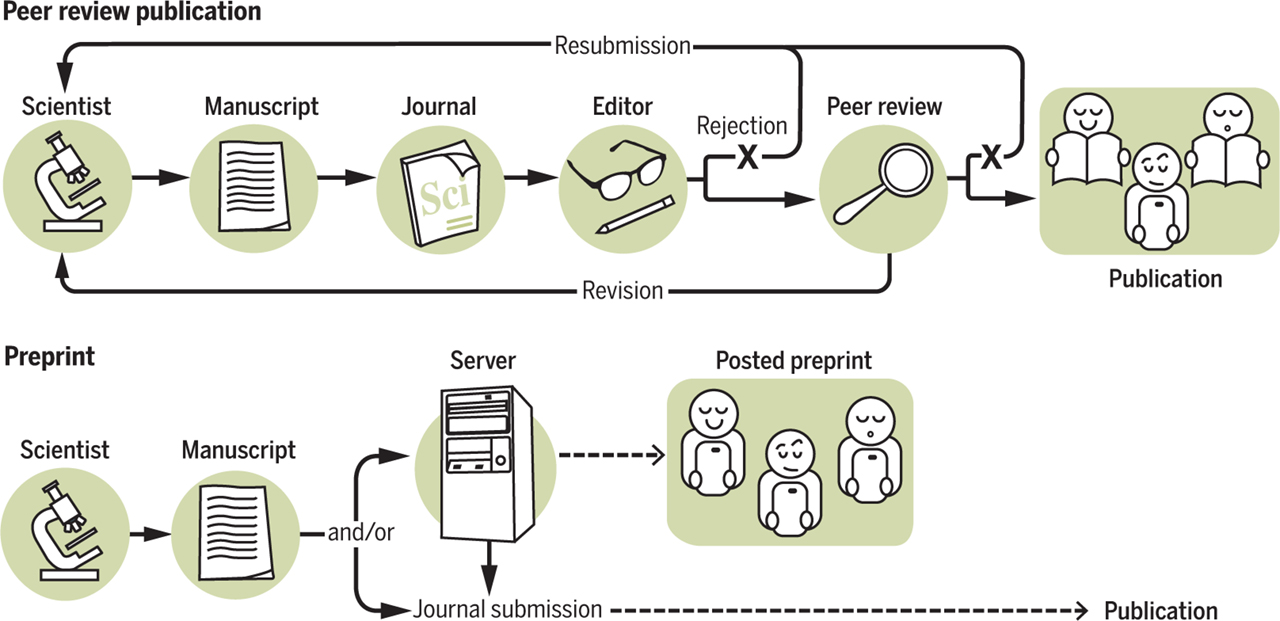 Peer review publication
Resubmission
Scientist
Manuscript
Journal
Editor
Rejection
Peer review
X
X
Sci
Revision
Publication
Preprint
Server
Posted preprint
Scientist
Manuscript
and/or
Journal submission
Publication